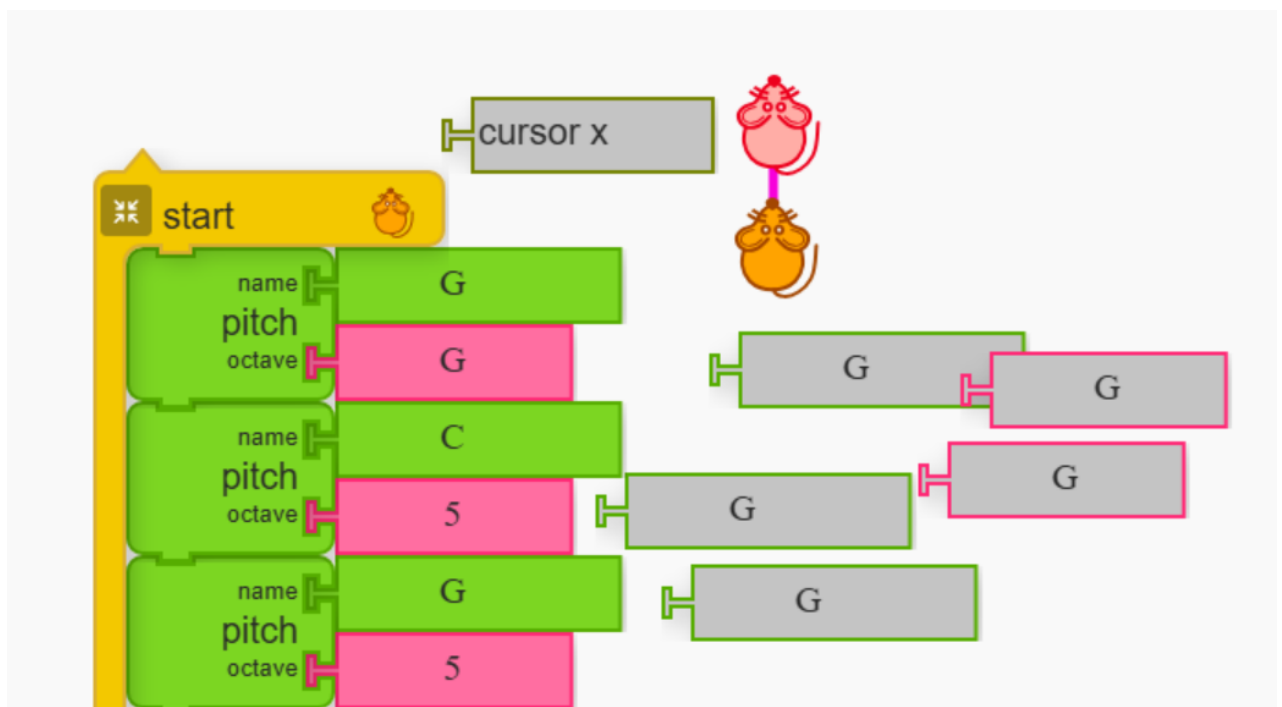 cursor x
start
name G
pitch
octave G
G
G
name C
pitch
G
octave 5
G
name G
G
pitch
octave 5